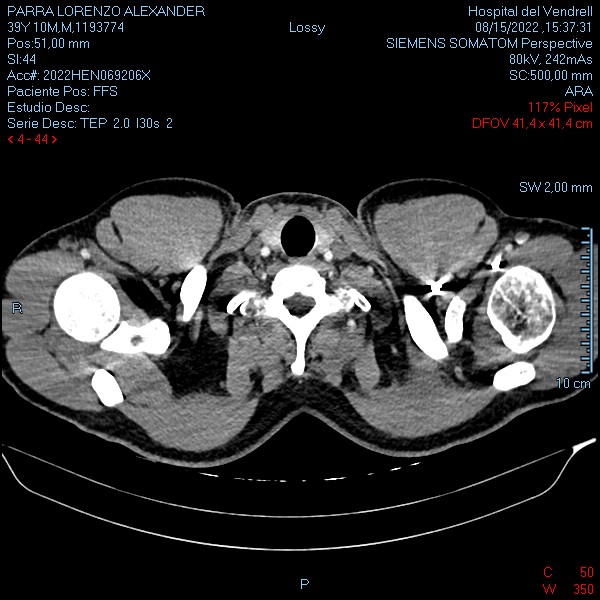 PARRA LORENZO ALEXANDER
39Y 10M,M,1193774
Pos:51,00 mm
SI:44
Acc#: 2022HEN069206X
Paciente Pos: FFS
Estudio Desc:
Serie Desc: TEP 2.0 I30s 2
< 4 - 44 >
Lossy
Hospital del Vendrell
08/15/2022 ,15:37:31
SIEMENS SOMATOM Perspective
80kV, 242mAs
SC:500,00 mm
ARA
117% Pixel
DFOV 41,4 x 41,4 cm
SW 2,00 mm
R
10 cm
P
C 50
W 350